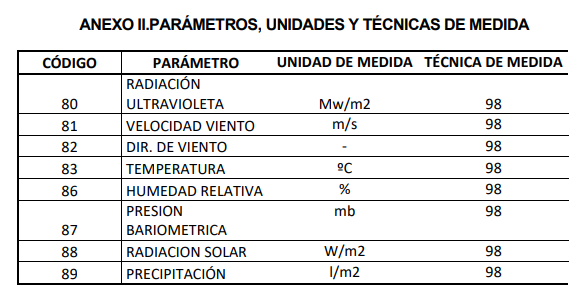 ANEXO II.PARÁMETROS, UNIDADES Y TÉCNICAS DE MEDIDA
CÓDIGO PARÁMETRO UNIDAD DE MEDIDA TÉCNICA DE MEDIDA
RADIACIÓN
80 ULTRAVIOLETA Mw/m2 98
81 VELOCIDAD VIENTO m/s 98
82 DIR. DE VIENTO - 98
83 TEMPERATURA ºC 98
86 HUMEDAD RELATIVA % 98
PRESION mb 98
87 BARIOMETRICA
88 RADIACION SOLAR W/m2 98
89 PRECIPITACIÓN l/m2 98